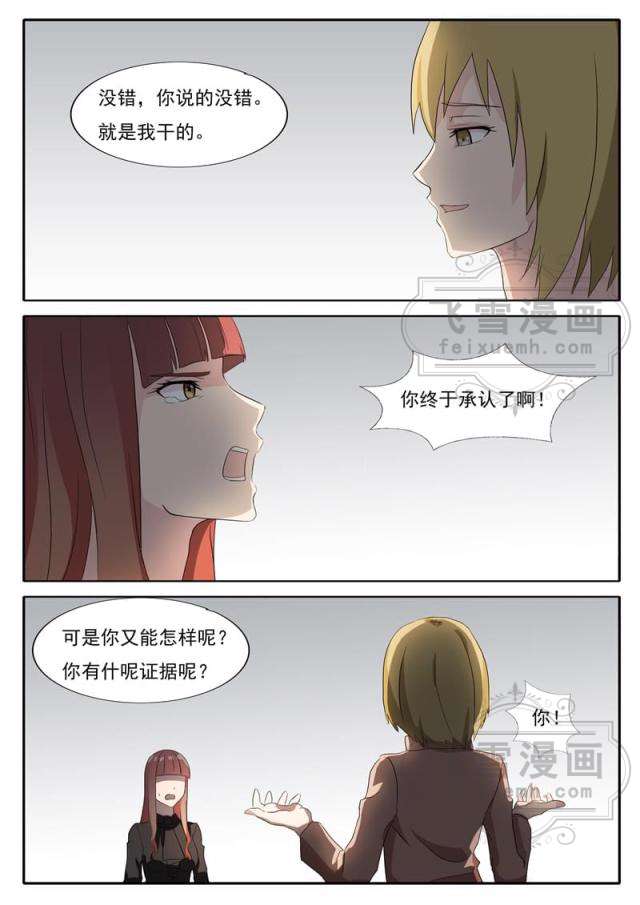 没错，你说的没错。
就是我干的。
飞雪漫画
feixuemh.com
你终于承认了啊！
可是你又能怎样呢？
你有什呢证据呢？
你！
雪漫画
xuemh.com